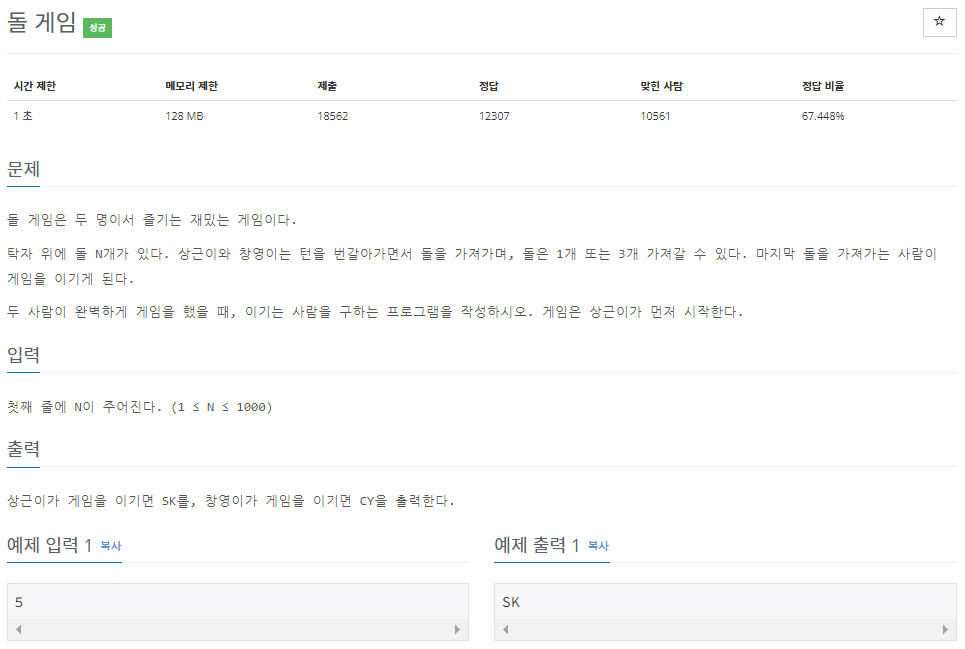 돌 게임 성공
☆
시간 제한 메모리 제한 제출 정답 맞힌 사람 정답 비율
1 초 128 MB 18562 12307 10561 67.448%
문제
돌 게임은 두 명이서 즐기는 재밌는 게임이다.
탁자 위에 돌 N개가 있다. 상근이와 창영이는 턴을 번갈아가면서 돌을 가져가며, 돌은 1개 또는 3개 가져갈 수 있다. 마지막 돌을 가져가는 사람이
게임을 이기게 된다.
두 사람이 완벽하게 게임을 했을 때, 이기는 사람을 구하는 프로그램을 작성하시오. 게임은 상근이가 먼저 시작한다.
입력
첫째 줄에 N이 주어진다. (1 ≤ N ≤ 1000)
출력
상근이가 게임을 이기면 SK를, 창영이가 게임을 이기면 CY을 출력한다.
예제 입력 1 복사
5
예제 출력 1 복사
SK